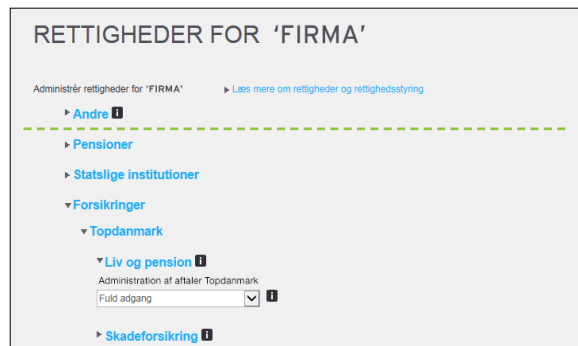 RETTIGHEDER FOR 'FIRMA'
Administrér rettigheder for 'FIRMA' Læs mere om rettigheder og rettighedsstyring
Andre i
Pensioner
Statslige institutioner
Forsikringer
Topdanmark
Liv og pension i
Administration af aftaler Topdanmark
Fuld adgang i
Skadeforsikring i